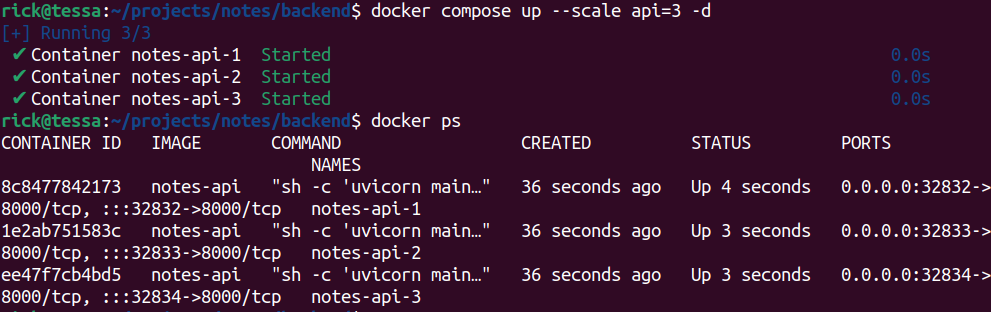 rick@tessa:~/projects/notes/backend$ docker compose up --scale api=3 -d
[+] Running 3/3
✔ Container notes-api-1  Started  0.0s
✔ Container notes-api-2  Started  0.0s
✔ Container notes-api-3  Started  0.0s
rick@tessa:~/projects/notes/backend$ docker ps
CONTAINER ID   IMAGE       COMMAND                  CREATED          STATUS         PORTS
NAMES
8c8477842173   notes-api   "sh -c 'uvicorn main…"   36 seconds ago   Up 4 seconds   0.0.0.0:32832->
8000/tcp, :::32832->8000/tcp   notes-api-1
1e2ab751583c   notes-api   "sh -c 'uvicorn main…"   36 seconds ago   Up 3 seconds   0.0.0.0:32833->
8000/tcp, :::32833->8000/tcp   notes-api-2
ee47f7cb4bd5   notes-api   "sh -c 'uvicorn main…"   36 seconds ago   Up 3 seconds   0.0.0.0:32834->
8000/tcp, :::32834->8000/tcp   notes-api-3